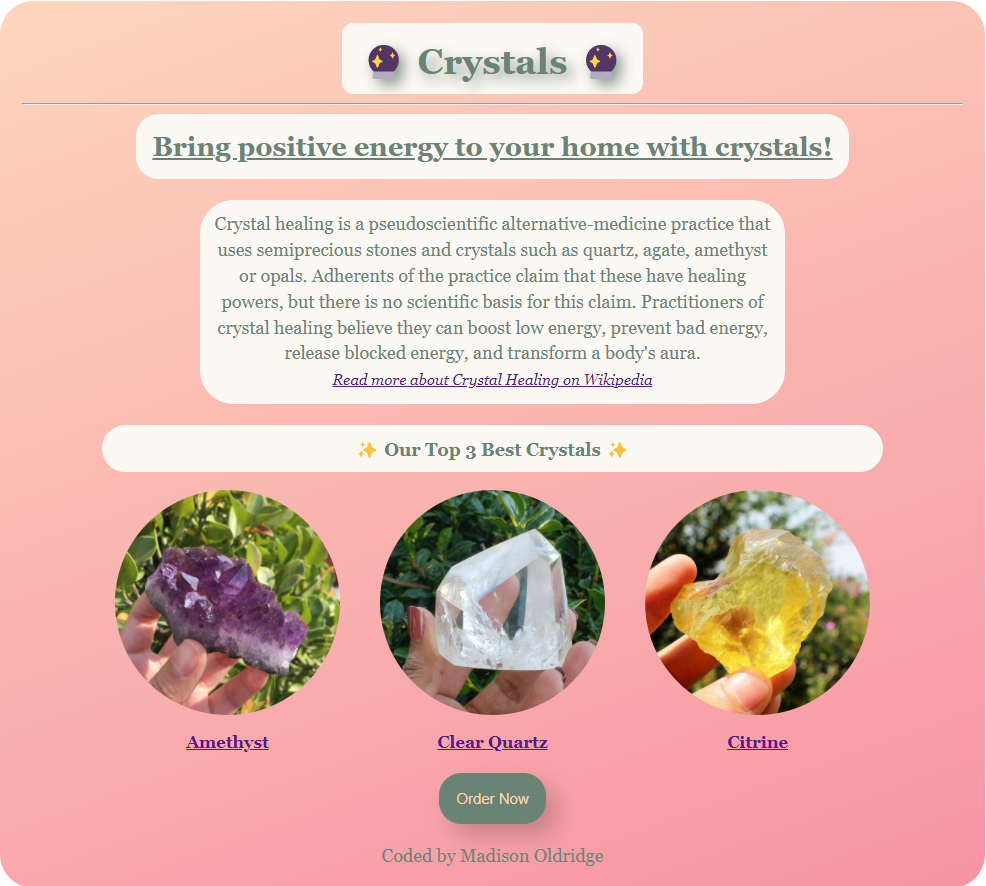 🔮 Crystals 🔮
Bring positive energy to your home with crystals!
Crystal healing is a pseudoscientific alternative-medicine practice that
uses semiprecious stones and crystals such as quartz, agate, amethyst
or opals. Adherents of the practice claim that these have healing
powers, but there is no scientific basis for this claim. Practitioners of
crystal healing believe they can boost low energy, prevent bad energy,
release blocked energy, and transform a body's aura.
Read more about Crystal Healing on Wikipedia
✨ Our Top 3 Best Crystals ✨
Amethyst
Clear Quartz
Citrine
Order Now
Coded by Madison Oldridge